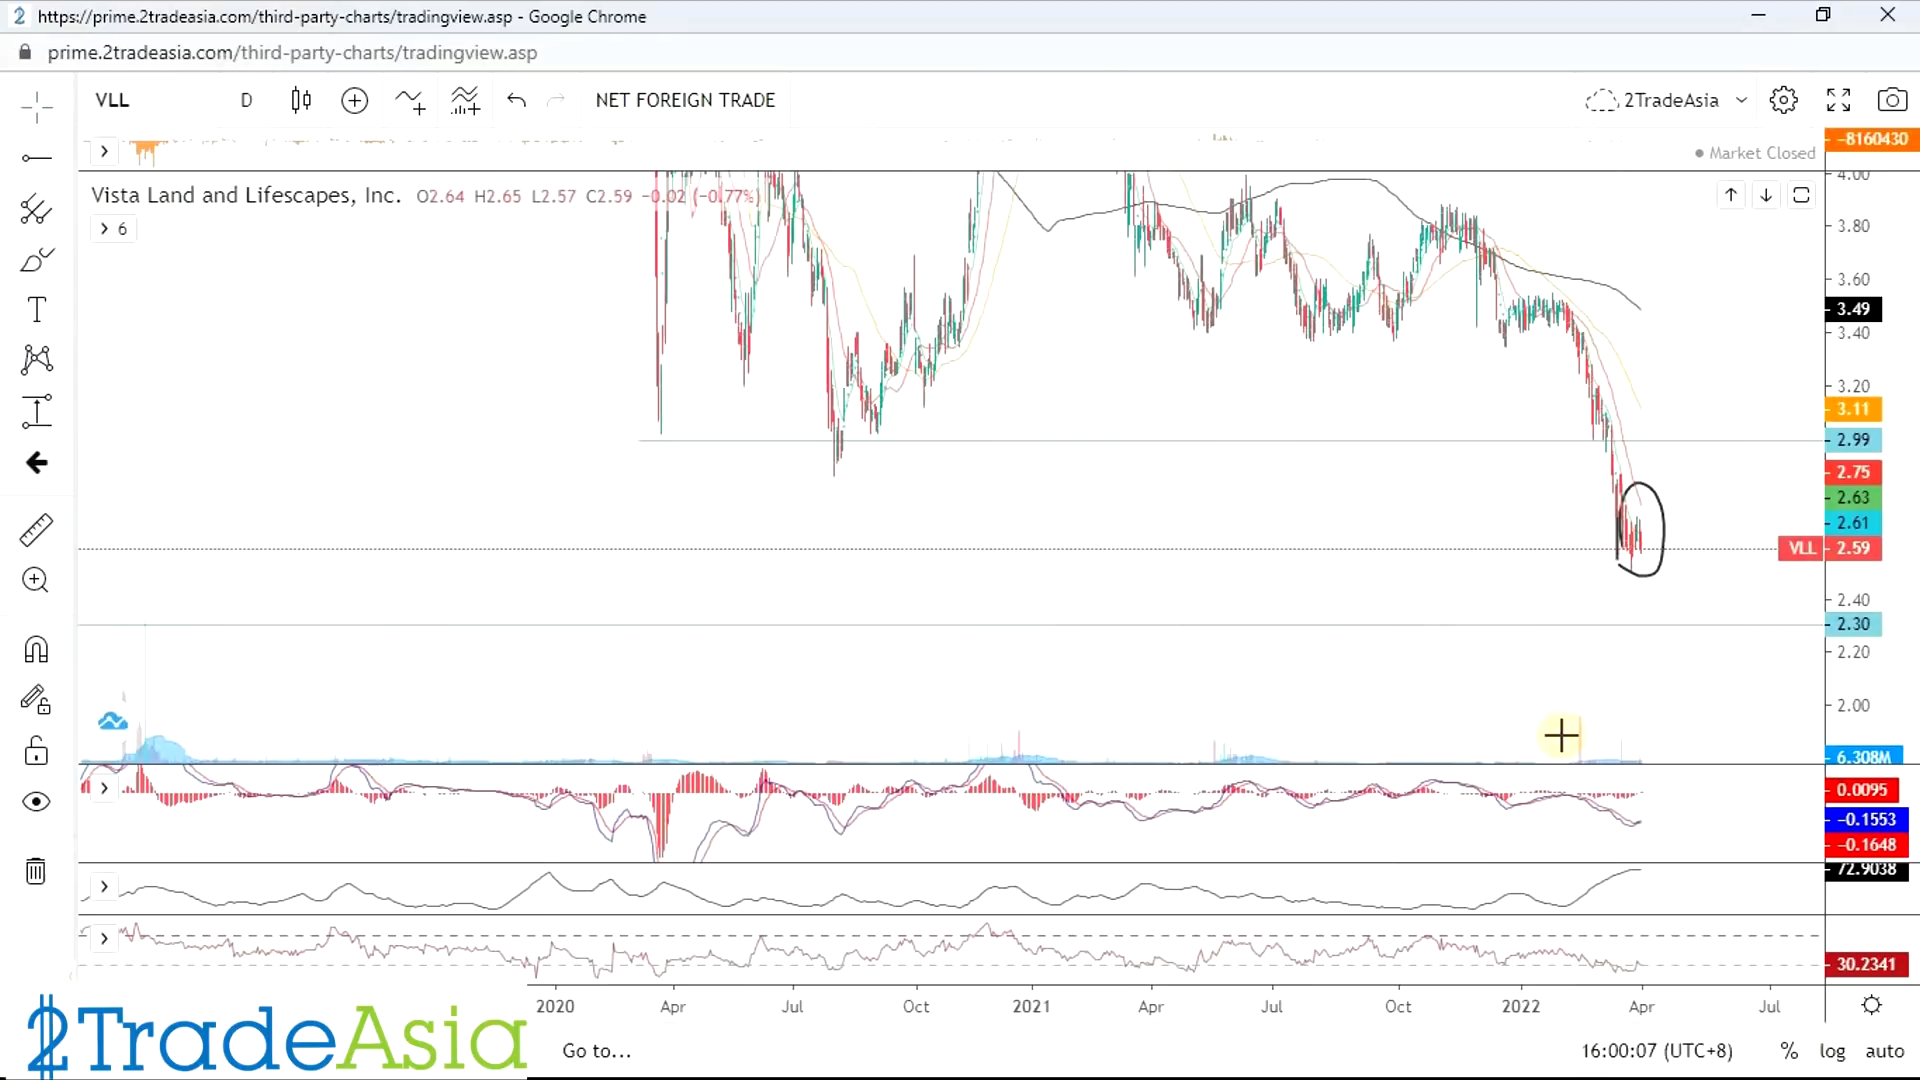 https://prime.2tradeasia.com/third-party-charts/tradingview.asp - Google Chrome
prime.2tradeasia.com/third-party-charts/tradingview.asp
VLL D NET FOREIGN TRADE 2TradeAsia
−8160430
Market Closed
4.00
Vista Land and Lifescapes, Inc. O2.64 H2.65 L2.57 C2.59 −0.02 (−0.77%)
6
3.80
3.60
3.49
3.40
3.20
3.11
2.99
2.75
2.63
2.61
VLL 2.59
2.40
2.30
2.20
2.00
6.308M
0.0095
−0.1553
−0.1648
72.9038
30.2341
2020 Apr Jul Oct 2021 Apr Jul Oct 2022 Apr Jul
2TradeAsia
Go to... 16:00:07 (UTC+8) % log auto